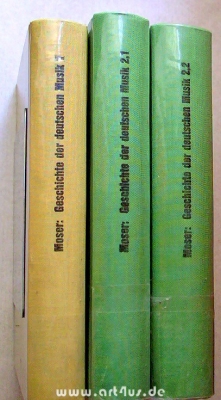 Moser: Geschichte der deutschen Musik 1
Moser: Geschichte der deutschen Musik 2.1
Moser: Geschichte der deutschen Musik 2.2
www.art4us.de